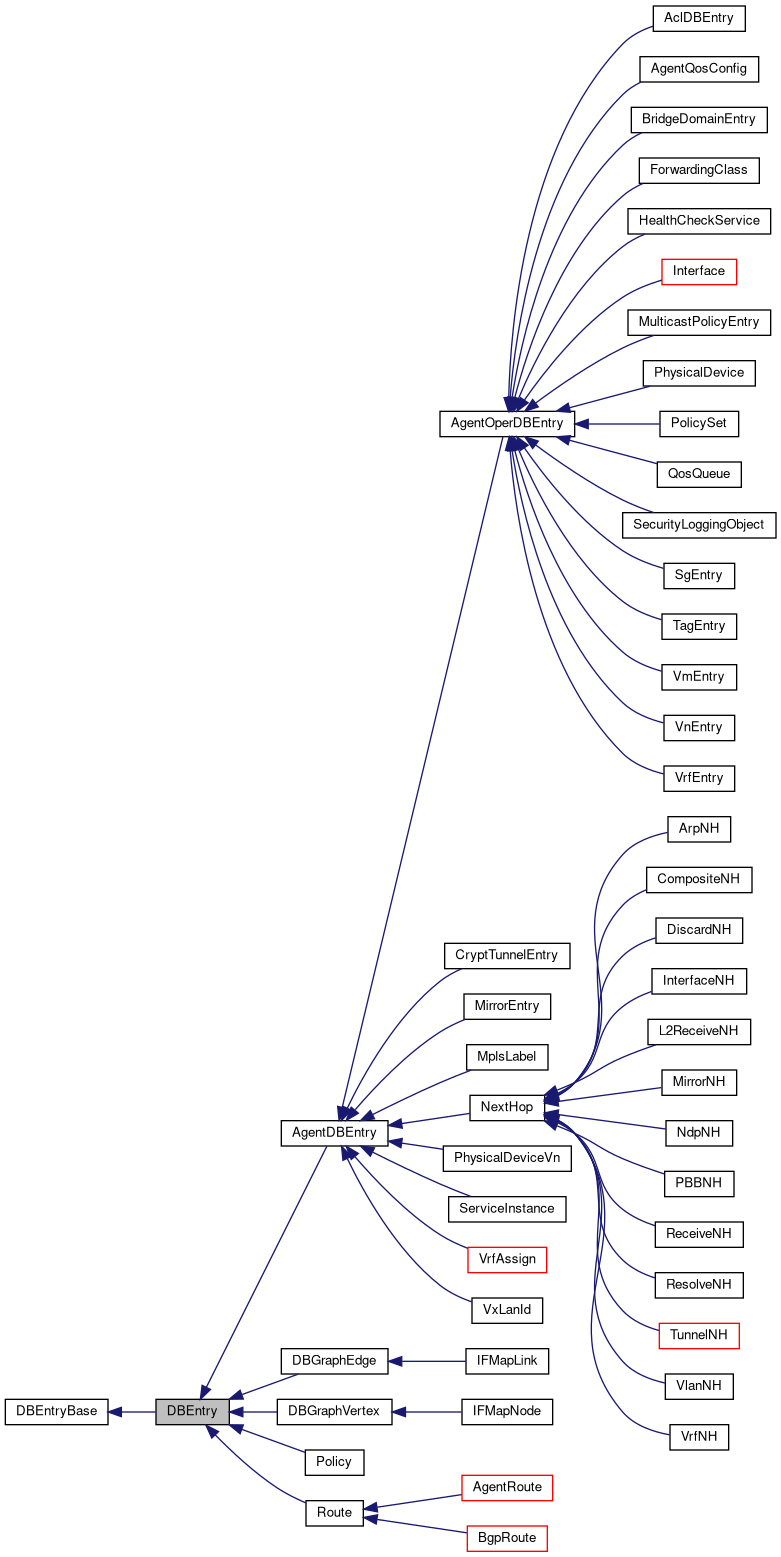 AclDBEntry
AgentQosConfig
BridgeDomainEntry
ForwardingClass
HealthCheckService
Interface
MulticastPolicyEntry
PhysicalDevice
AgentOperDBEntry
PolicySet
QosQueue
SecurityLoggingObject
SgEntry
TagEntry
VmEntry
VnEntry
VrfEntry
ArpNH
CompositeNH
DiscardNH
CryptTunnelEntry
InterfaceNH
MirrorEntry
L2ReceiveNH
MplsLabel
MirrorNH
NextHop
NdpNH
AgentDBEntry
PhysicalDeviceVn
PBBNH
ServiceInstance
ReceiveNH
VrfAssign
ResolveNH
VxLanId
TunnelNH
DBGraphEdge
IFMapLink
VlanNH
DBEntryBase
DBEntry
DBGraphVertex
IFMapNode
VrfNH
Policy
AgentRoute
Route
BgpRoute